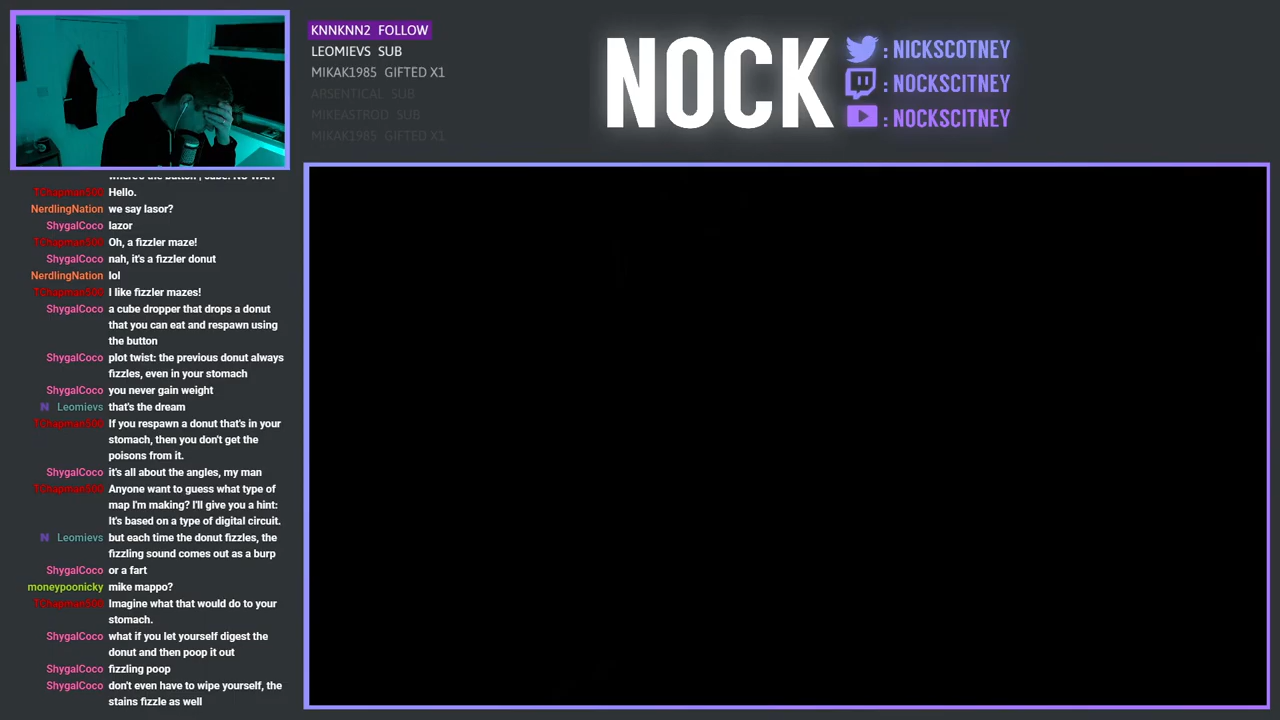 KNNKNN2 FOLLOW
LEOMIEVS SUB
MIKAK1985 GIFTED X1
ARSENTICAL SUB
MIKEASTROD SUB
MIKAK1985 GIFTED X1
NOCK
: NICKSCOTNEY
: NOCKSCITNEY
: NOCKSCITNEY
TChapman500 Hello.
NerdlingNation we say lasor?
ShygalCoco lazor
TChapman500 Oh, a fizzler maze!
ShygalCoco nah, it's a fizzler donut
NerdlingNation lol
TChapman500 I like fizzler mazes!
ShygalCoco a cube dropper that drops a donut
that you can eat and respawn using
the button
ShygalCoco plot twist: the previous donut always
fizzles, even in your stomach
ShygalCoco you never gain weight
N Leomievs that's the dream
TChapman500 If you respawn a donut that's in your
stomach, then you don't get the
poisons from it.
ShygalCoco it's all about the angles, my man
TChapman500 Anyone want to guess what type of
map I'm making? I'll give you a hint:
It's based on a type of digital circuit.
N Leomievs but each time the donut fizzles, the
fizzling sound comes out as a burp
ShygalCoco or a fart
moneypoonicky mike mappo?
TChapman500 Imagine what that would do to your
stomach.
ShygalCoco what if you let yourself digest the
donut and then poop it out
ShygalCoco fizzling poop
ShygalCoco don't even have to wipe yourself, the
stains fizzle as well